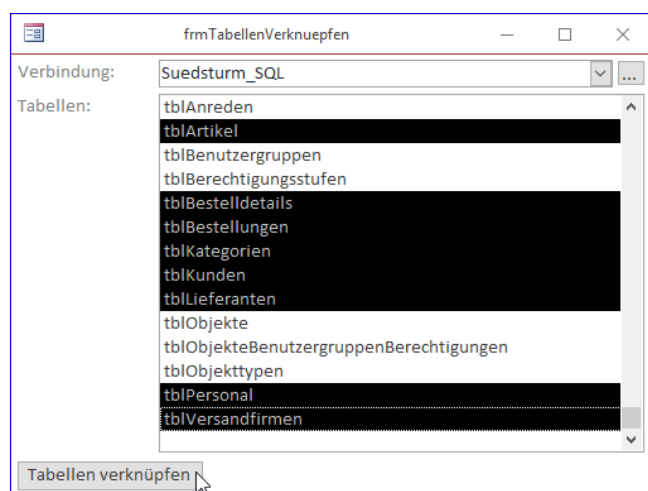 frmTabellenVerknuepfen
Verbindung: Suedsturm_SQL ...
Tabellen: tblAnreden
tblArtikel
tblBenutzergruppen
tblBerechtigungsstufen
tblBestelldetails
tblBestellungen
tblKategorien
tblKunden
tblLieferanten
tblObjekte
tblObjekteBenutzergruppenBerechtigungen
tblObjekttypen
tblPersonal
tblVersandfirmen
Tabellen verknüpfen